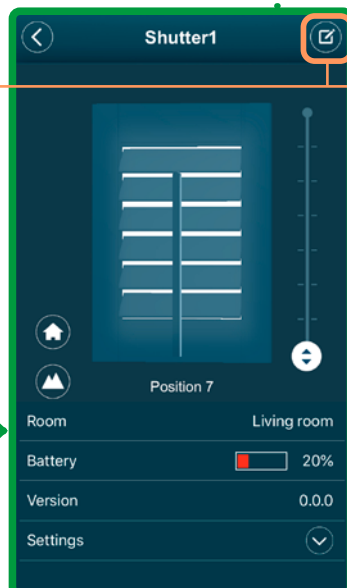 Shutter1
Position 7
Room Living room
Battery 20%
Version 0.0.0
Settings